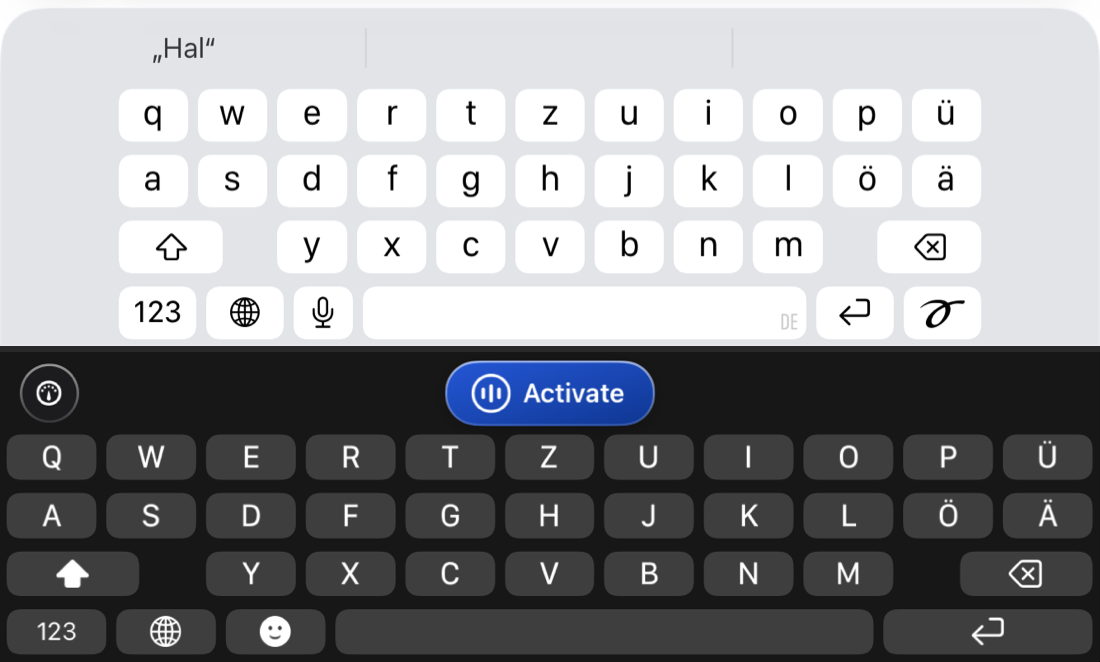 „Hal“
q w e r t z u i o p ü
a s d f g h j k l ö ä
y x c v b n m
123 DE
Activate
Q W E R T Z U I O P Ü
A S D F G H J K L Ö Ä
Y X C V B N M
123